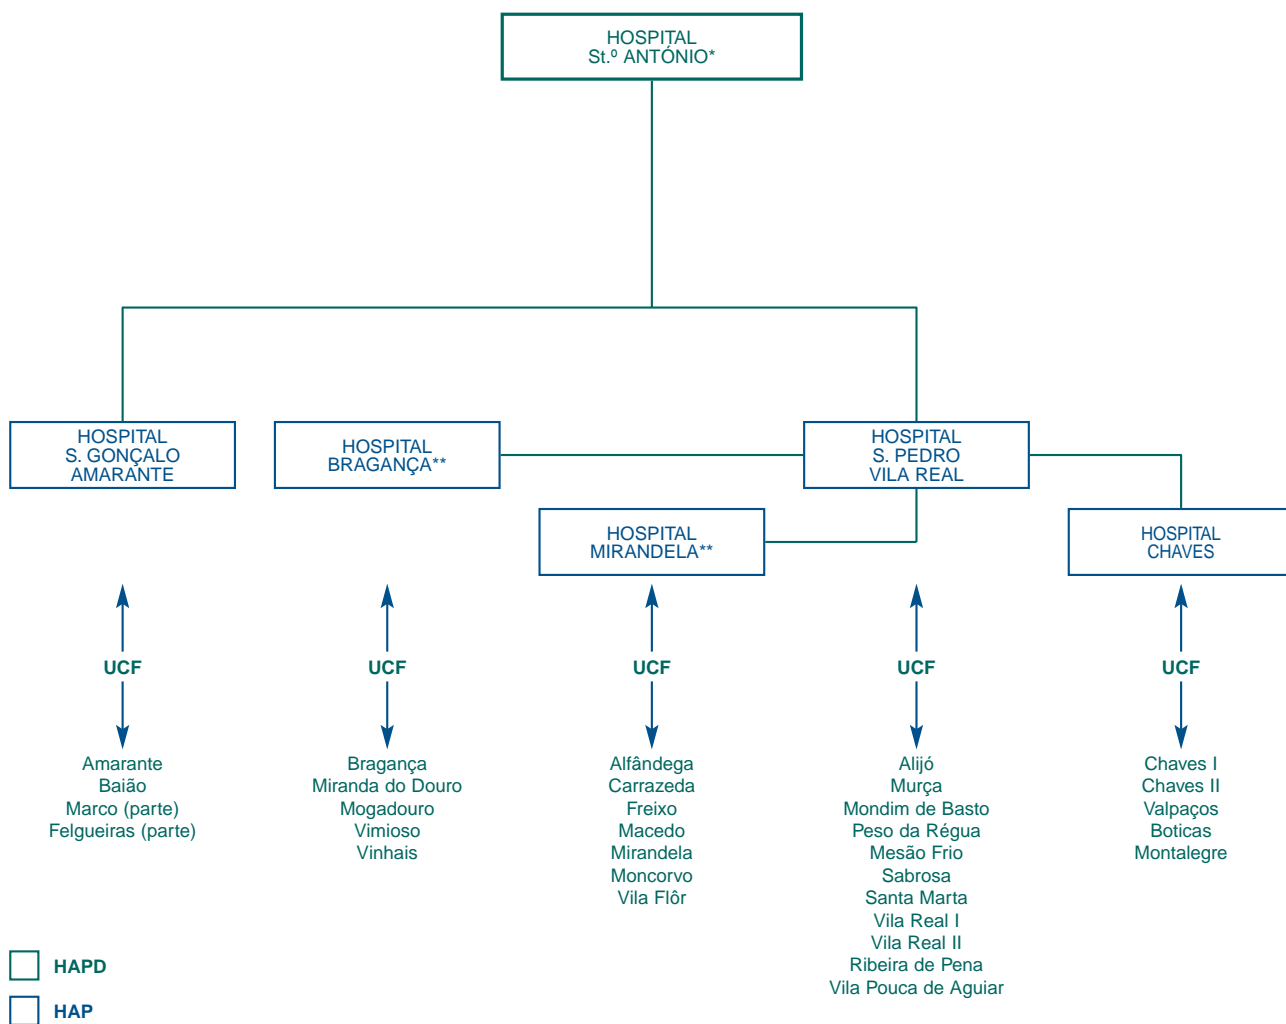 HOSPITAL
St.º ANTÓNIO*
HOSPITAL
S. GONÇALO
AMARANTE
HOSPITAL
BRAGANÇA**
HOSPITAL
S. PEDRO
VILA REAL
HOSPITAL
MIRANDELA**
HOSPITAL
CHAVES
UCF
UCF
UCF
UCF
UCF
Amarante
Baião
Marco (parte)
Felgueiras (parte)
Bragança
Miranda do Douro
Mogadouro
Vimioso
Vinhais
Alfândega
Carrazeda
Freixo
Macedo
Mirandela
Moncorvo
Vila Flôr
Alijó
Murça
Mondim de Basto
Peso da Régua
Mesão Frio
Sabrosa
Santa Marta
Vila Real I
Vila Real II
Ribeira de Pena
Vila Pouca de Aguiar
Chaves I
Chaves II
Valpaços
Boticas
Montalegre
HAPD
HAP